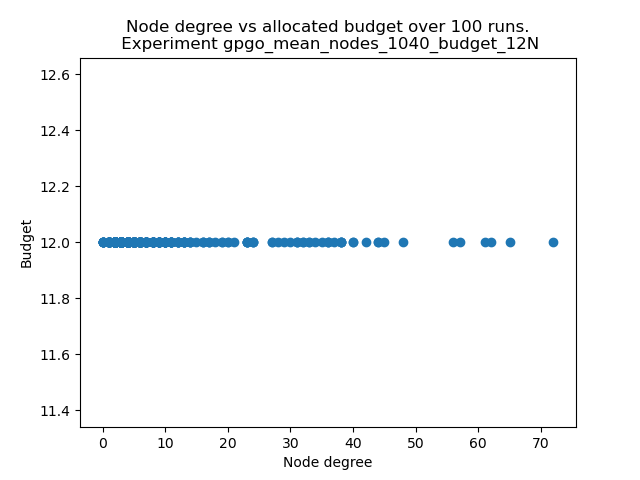 Node degree vs allocated budget over 100 runs.
Experiment gpgo_mean_nodes_1040_budget_12N
12.6
12.4
12.2
12.0
11.8
11.6
11.4
Budget
0 10 20 30 40 50 60 70
Node degree